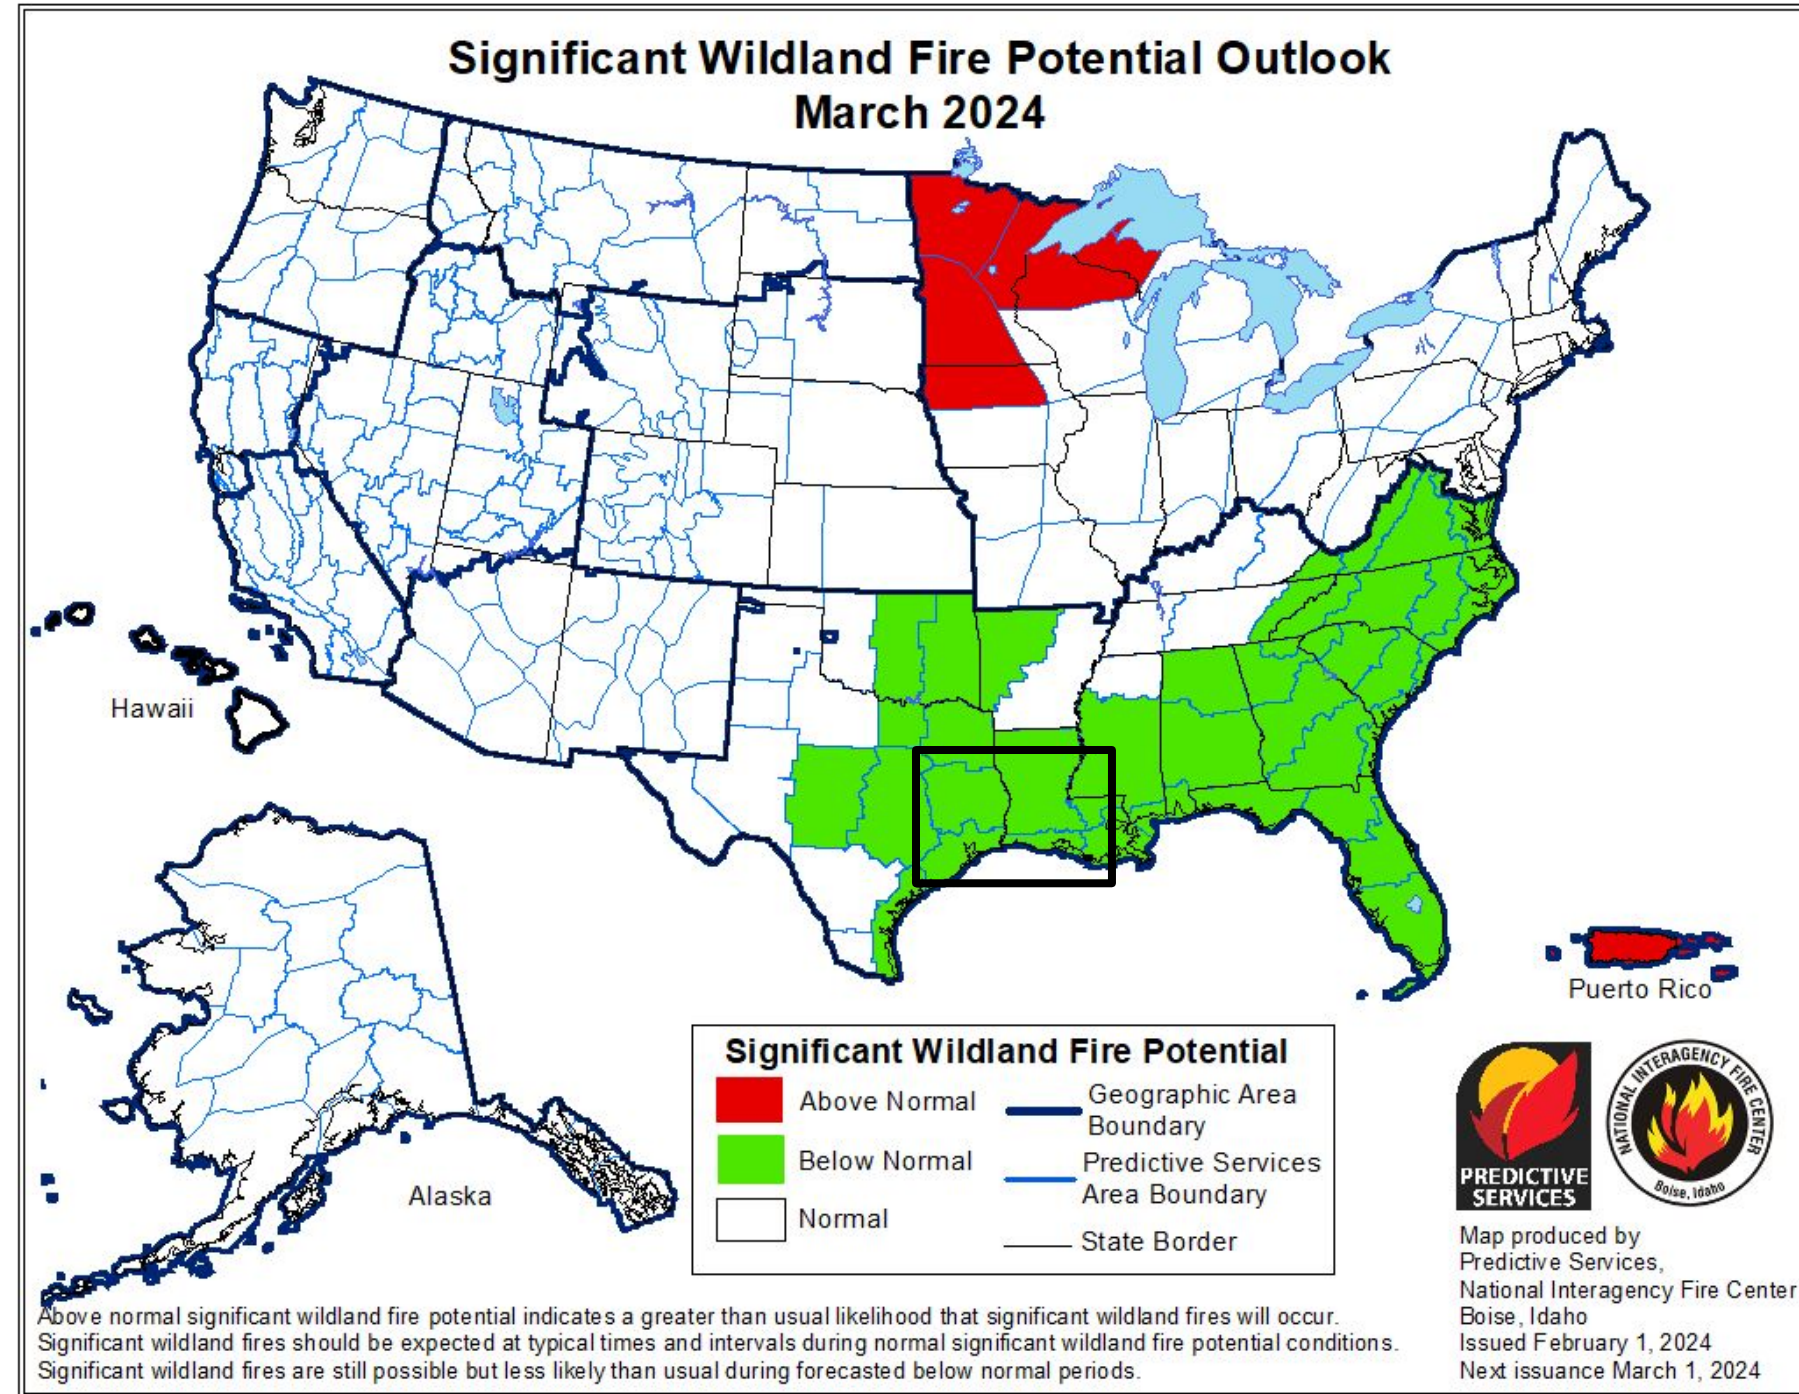 Significant Wildland Fire Potential Outlook
March 2024
Hawaii
Puerto Rico
Alaska
Significant Wildland Fire Potential
Above Normal
Below Normal
Normal
Geographic Area
Boundary
Predictive Services
Area Boundary
State Border
PREDICTIVE
SERVICES
NATIONAL INTERAGENCY FIRE CENTER
Boise, Idaho
Map produced by
Predictive Services,
National Interagency Fire Center
Boise, Idaho
Issued February 1, 2024
Next issuance March 1, 2024
Above normal significant wildland fire potential indicates a greater than usual likelihood that significant wildland fires will occur.
Significant wildland fires should be expected at typical times and intervals during normal significant wildland fire potential conditions.
Significant wildland fires are still possible but less likely than usual during forecasted below normal periods.